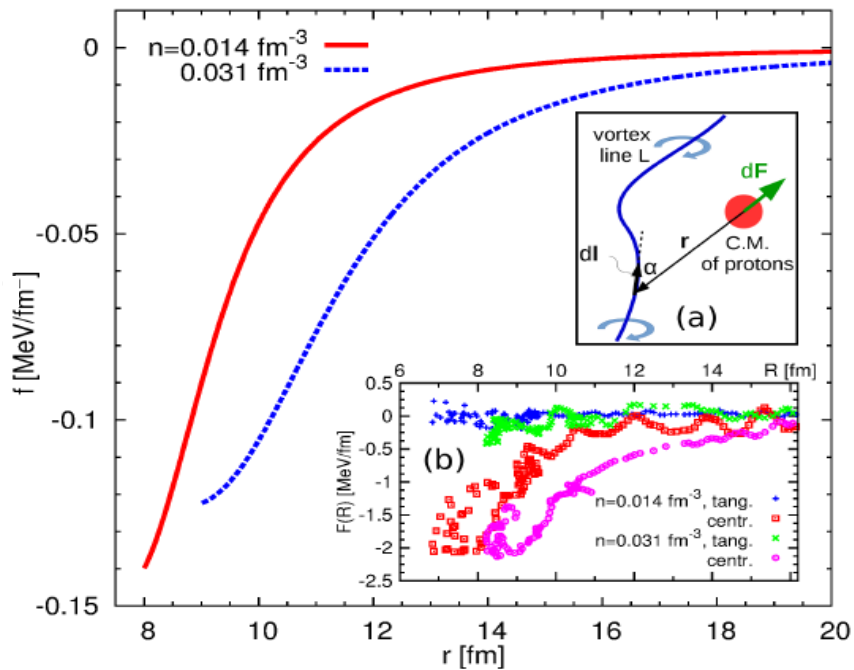 n=0.014 fm⁻³
0.031 fm⁻³
0
-0.05
-0.1
-0.15
f [MeV/fm⁻]
8
10
12
14
16
18
20
r [fm]
vortex
line L
dF
r
C.M.
of protons
dl
α
(a)
6
8
10
12
14
R [fm]
0.5
0
-0.5
-1
-1.5
-2
-2.5
F(R) [MeV/fm]
(b)
n=0.014 fm⁻³, tang.
centr.
n=0.031 fm⁻³, tang.
centr.